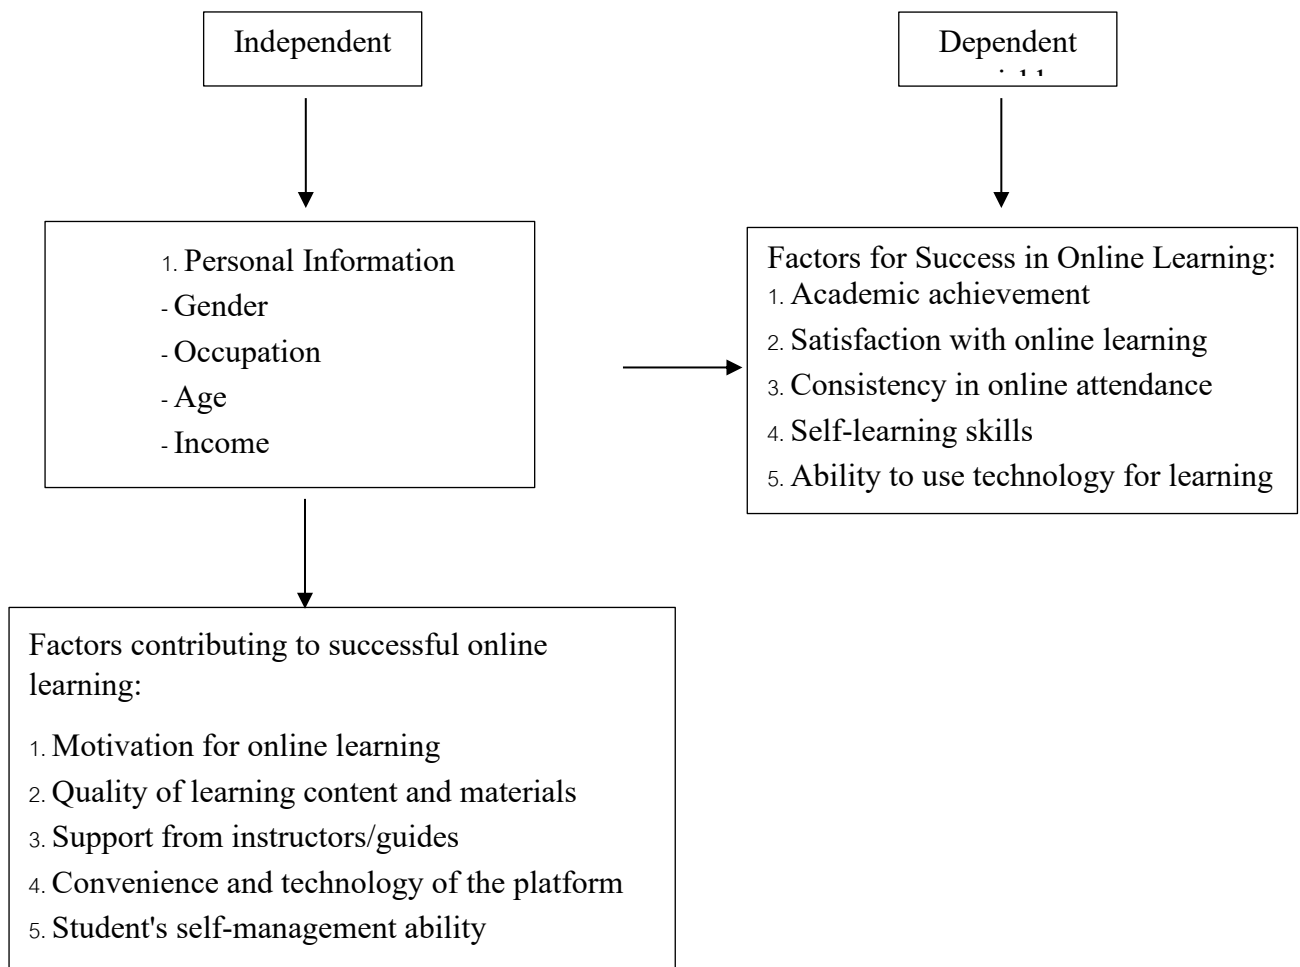 Independent
Dependent
1. Personal Information
- Gender
- Occupation
- Age
- Income
Factors for Success in Online Learning:
1. Academic achievement
2. Satisfaction with online learning
3. Consistency in online attendance
4. Self-learning skills
5. Ability to use technology for learning
Factors contributing to successful online
learning:
1. Motivation for online learning
2. Quality of learning content and materials
3. Support from instructors/guides
4. Convenience and technology of the platform
5. Student's self-management ability